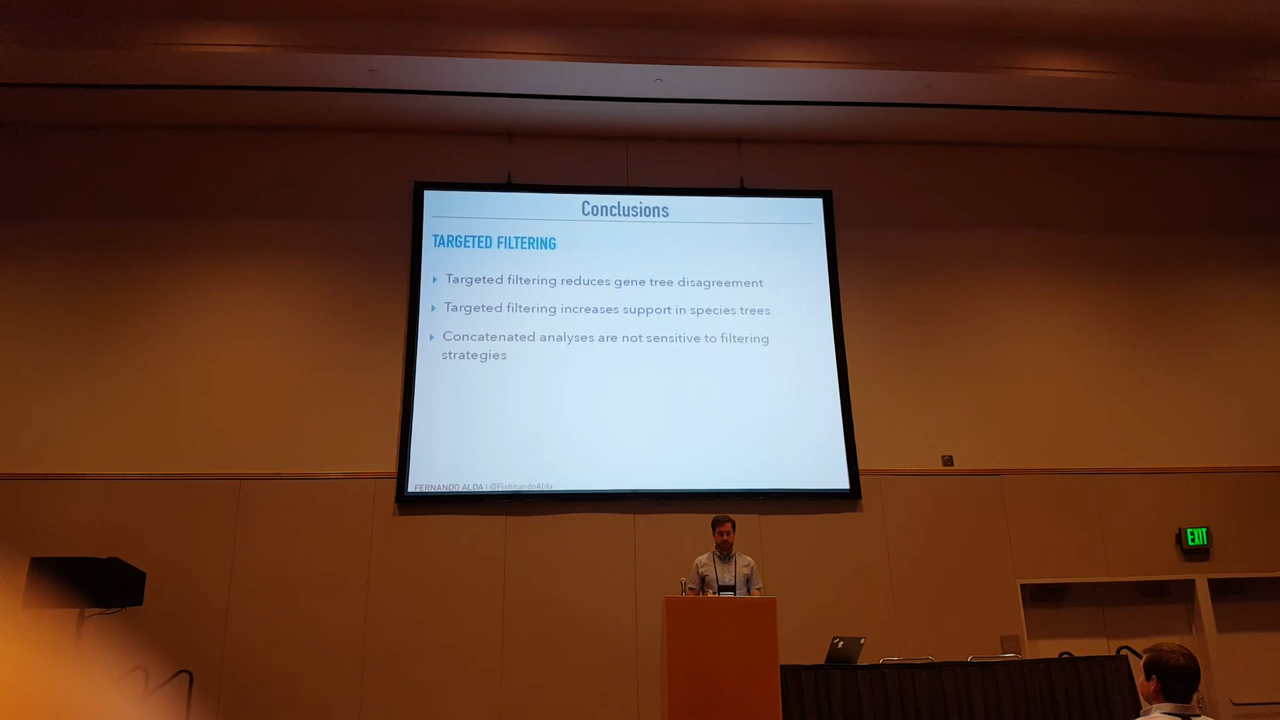 Conclusions
TARGETED FILTERING
Targeted filtering reduces gene tree disagreement
Targeted filtering increases support in species trees
Concatenated analyses are not sensitive to filtering
strategies
FERNANDO ALDA | @FishnandoAlda
EXIT